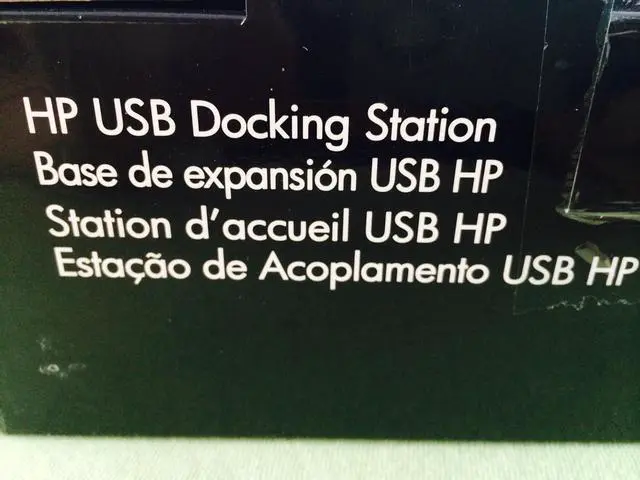 HP USB Docking Station
Base de expansión USB HP
Station d'accueil USB HP
Estação de Acoplamento USB HP